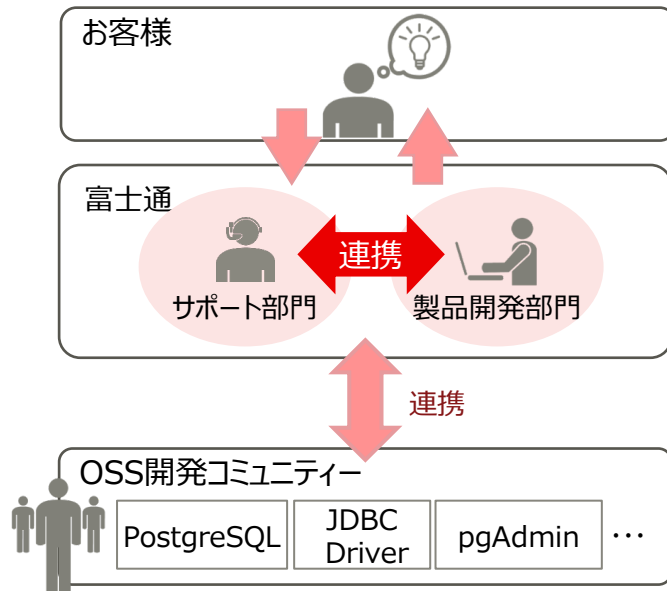 お客様
富士通
連携
サポート部門
製品開発部門
連携
OSS開発コミュニティー
PostgreSQL
JDBC
Driver
pgAdmin
…